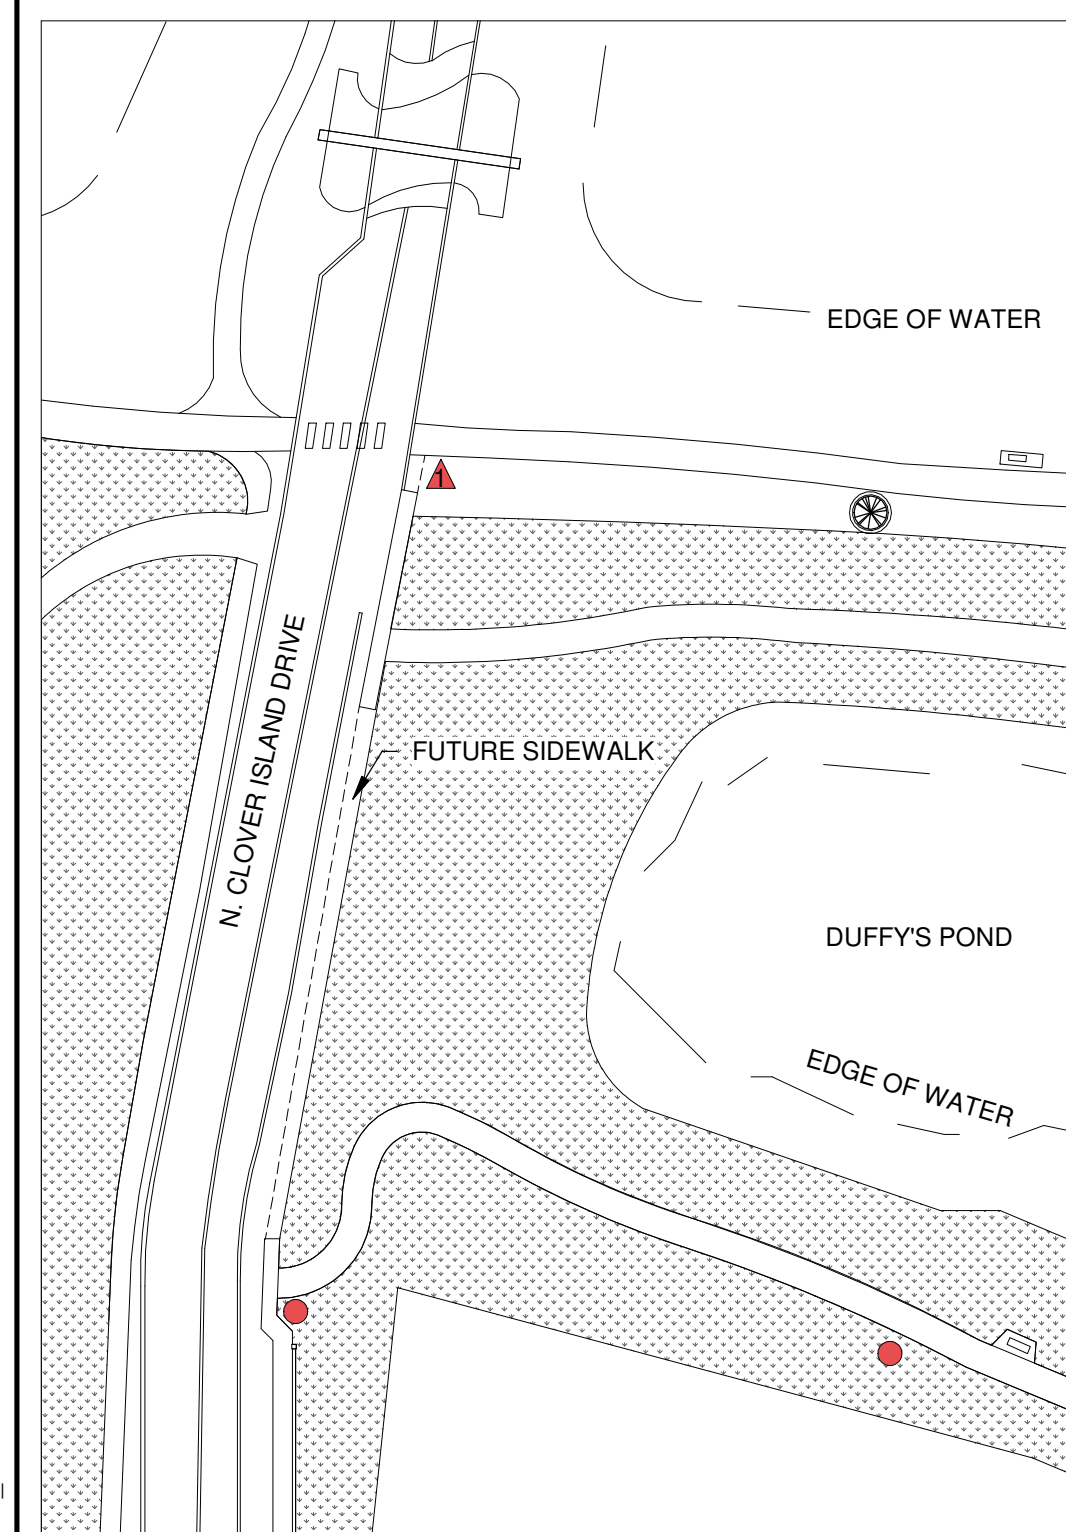 EDGE OF WATER
1
N. CLOVER ISLAND DRIVE
FUTURE SIDEWALK
DUFFY'S POND
EDGE OF WATER